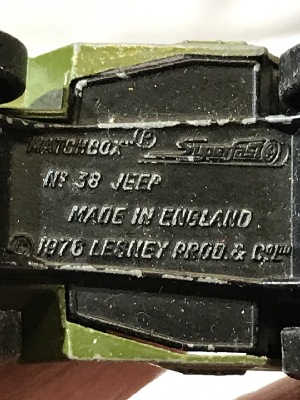 MATCHBOX ® Superfast ®
Nº 38 JEEP
MADE IN ENGLAND
© 1976 LESNEY PROD. & Cº Lᵀᴰ